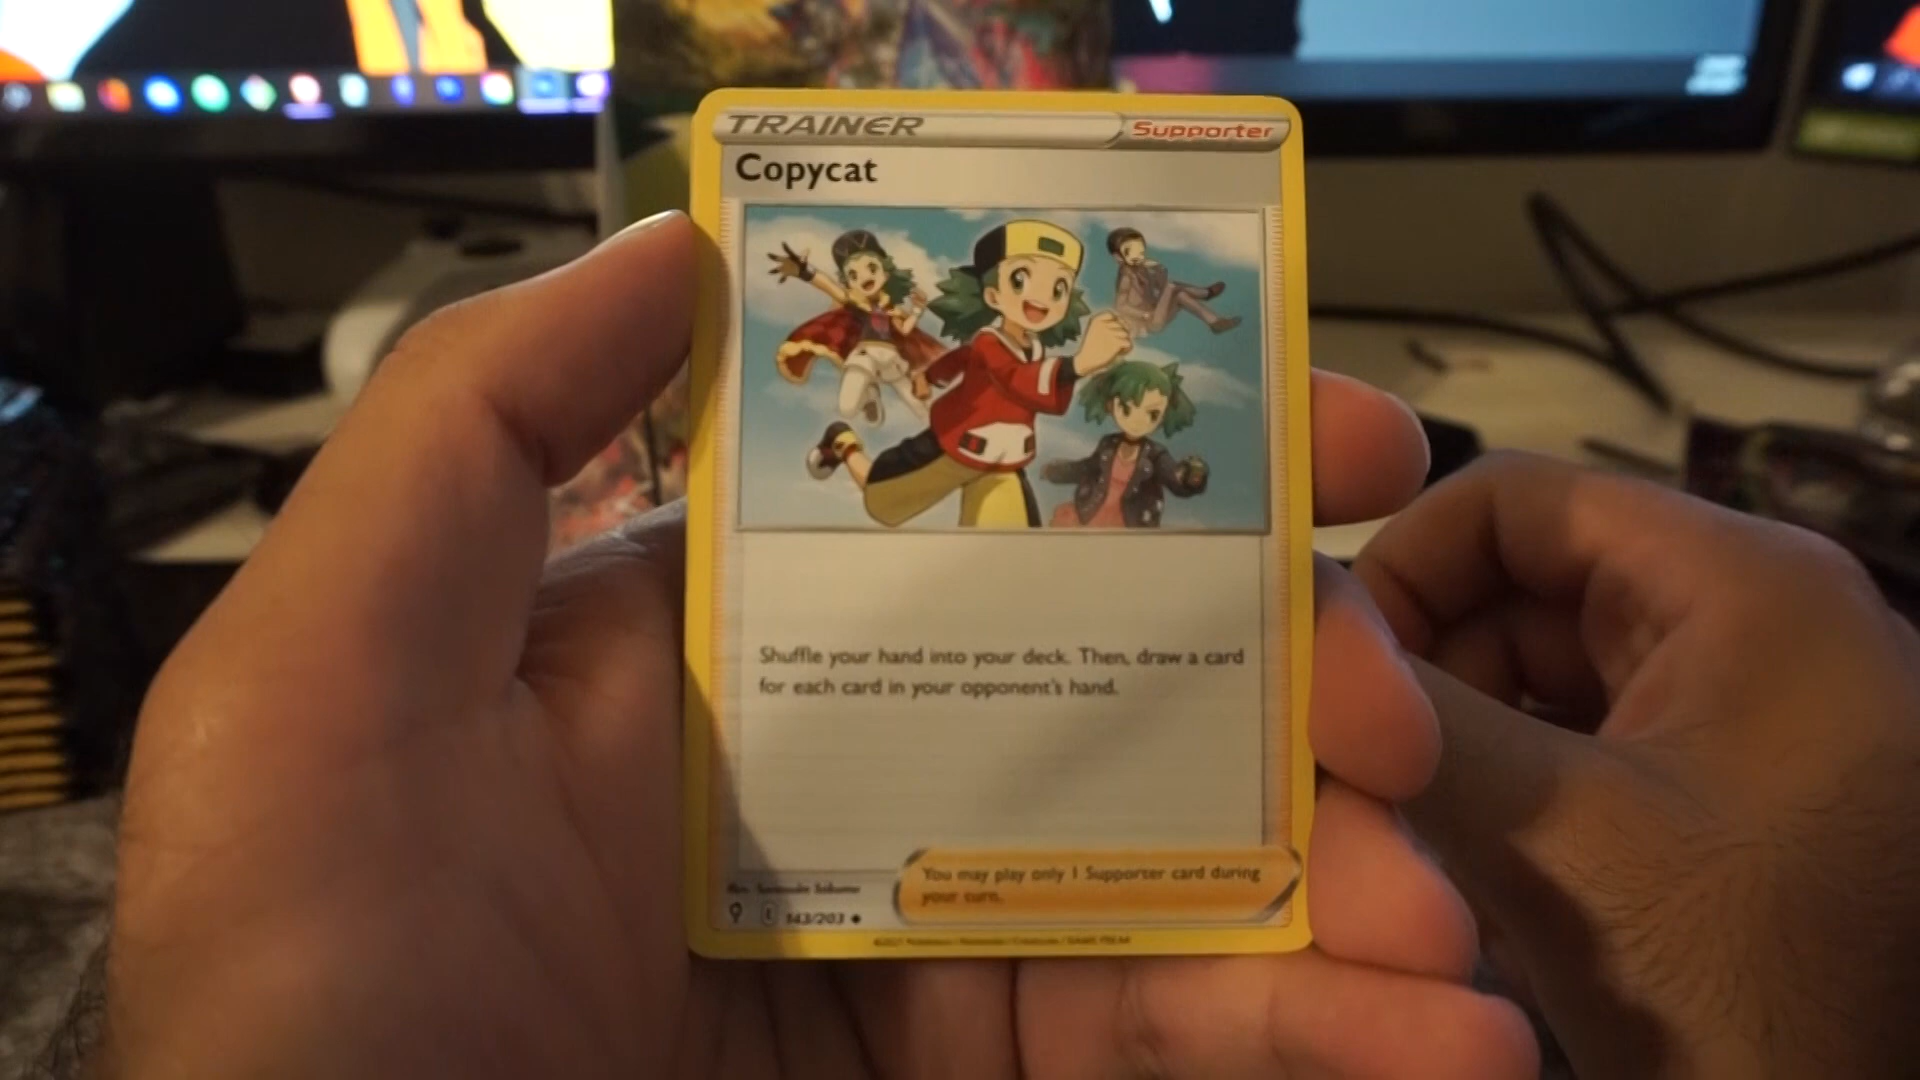 TRAINER
Supporter
Copycat
Shuffle your hand into your deck. Then, draw a card
for each card in your opponent's hand.
You may play only 1 Supporter card during
your turn.
143/203